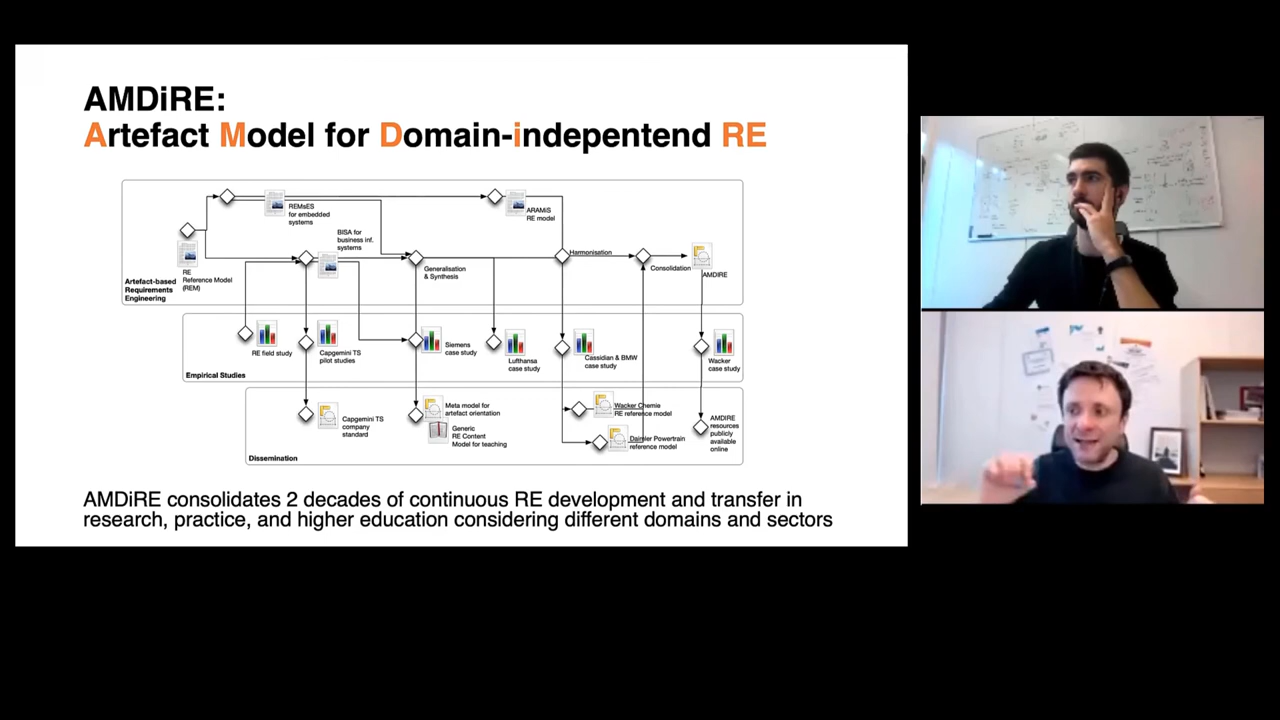 AMDiRE:
Artefact Model for Domain-indepentend RE
REMsES
for embedded
systems
ARAMiS
RE model
BISA for
business inf.
systems
RE
Reference Model
(REM)
Generalisation
& Synthesis
Harmonisation
Consolidation
AMDIRE
Artefact-based
Requirements
Engineering
RE field study
Capgemini TS
pilot studies
Siemens
case study
Lufthansa
case study
Cassidian & BMW
case study
Wacker
case study
Empirical Studies
Capgemini TS
company
standard
Meta model for
artefact orientation
Generic
RE Content
Model for teaching
Wacker Chemie
RE reference model
Daimler Powertrain
reference model
AMDIRE
resources
publicly
available
online
Dissemination
AMDiRE consolidates 2 decades of continuous RE development and transfer in
research, practice, and higher education considering different domains and sectors